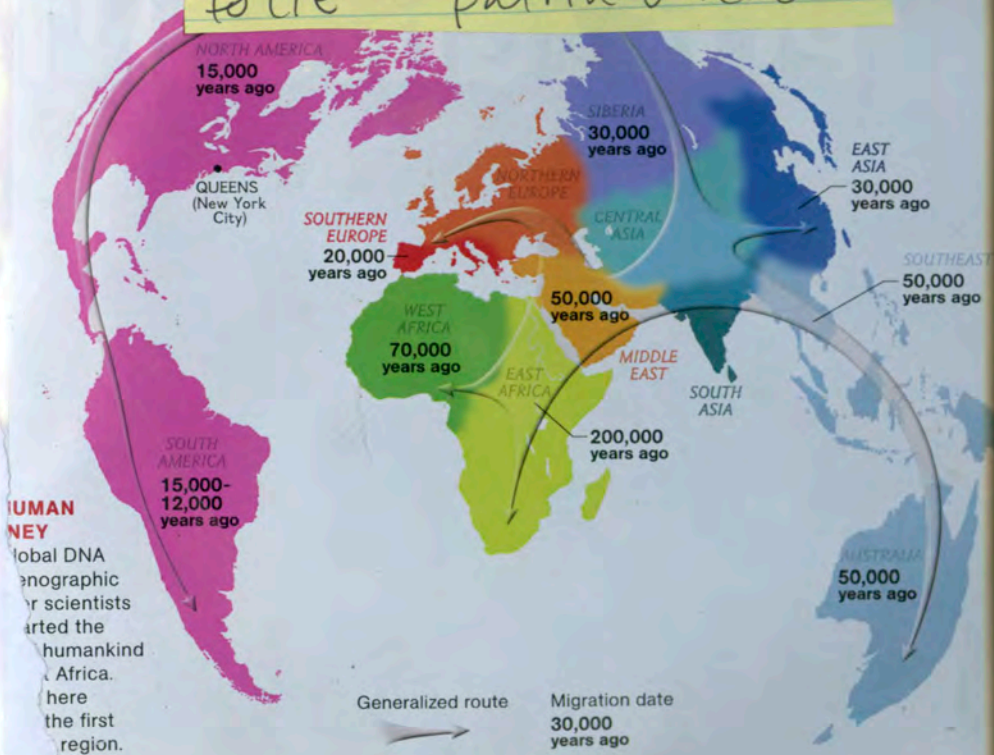 to the
NORTH AMERICA
15,000
years ago
QUEENS
(New York
City)
SIBERIA
30,000
years ago
EAST
ASIA
30,000
years ago
NORTHERN
EUROPE
SOUTHERN
EUROPE
20,000
years ago
CENTRAL
ASIA
SOUTHEAST
50,000
years ago
50,000
years ago
MIDDLE
EAST
WEST
AFRICA
70,000
years ago
EAST
AFRICA
200,000
years ago
SOUTH
ASIA
SOUTH
AMERICA
15,000-
12,000
years ago
AUSTRALIA
50,000
years ago
UMAN
NEY
lobal DNA
enographic
r scientists
arted the
humankind
t Africa.
here
the first
region.
Generalized route
Migration date
30,000
years ago